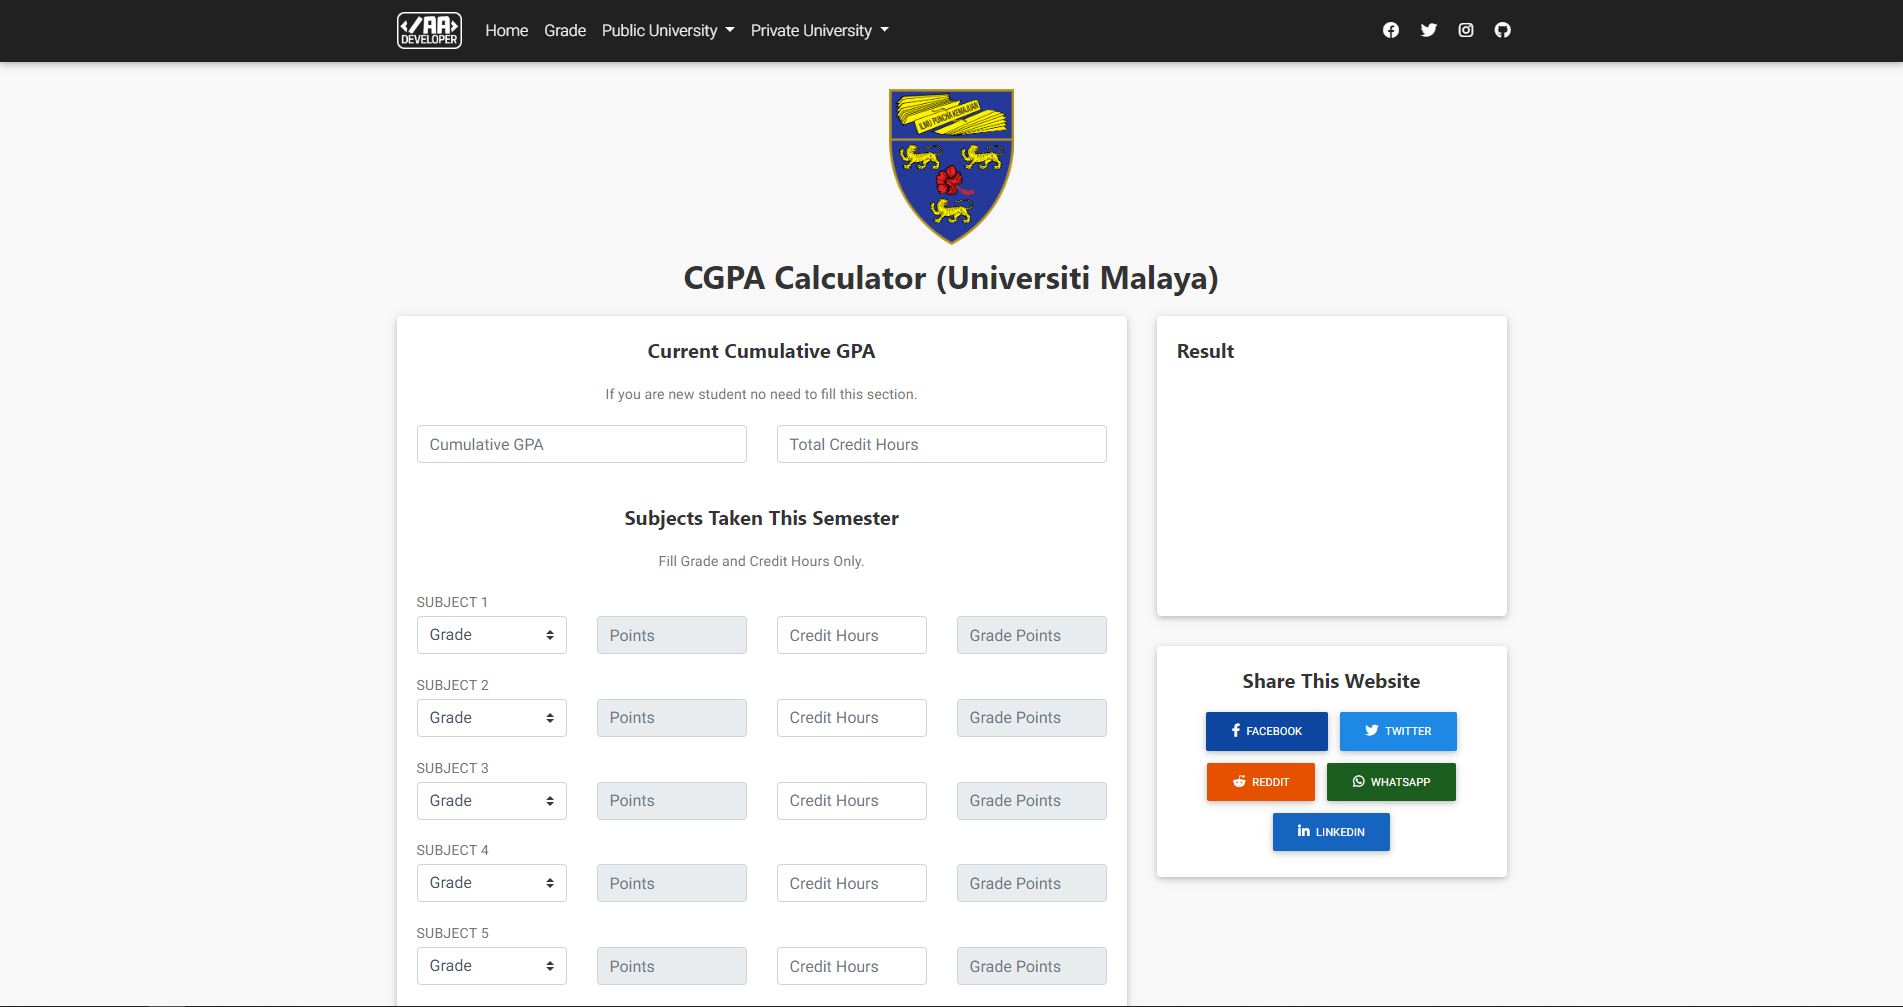 </AA>
DEVELOPER
Home Grade Public University Private University
ILMU PUNCHA KEMAJUAN
CGPA Calculator (Universiti Malaya)
Current Cumulative GPA
If you are new student no need to fill this section.
Cumulative GPA Total Credit Hours
Subjects Taken This Semester
Fill Grade and Credit Hours Only.
SUBJECT 1
Grade Points Credit Hours Grade Points
SUBJECT 2
Grade Points Credit Hours Grade Points
SUBJECT 3
Grade Points Credit Hours Grade Points
SUBJECT 4
Grade Points Credit Hours Grade Points
SUBJECT 5
Grade Points Credit Hours Grade Points
Result
Share This Website
FACEBOOK TWITTER
REDDIT WHATSAPP
LINKEDIN